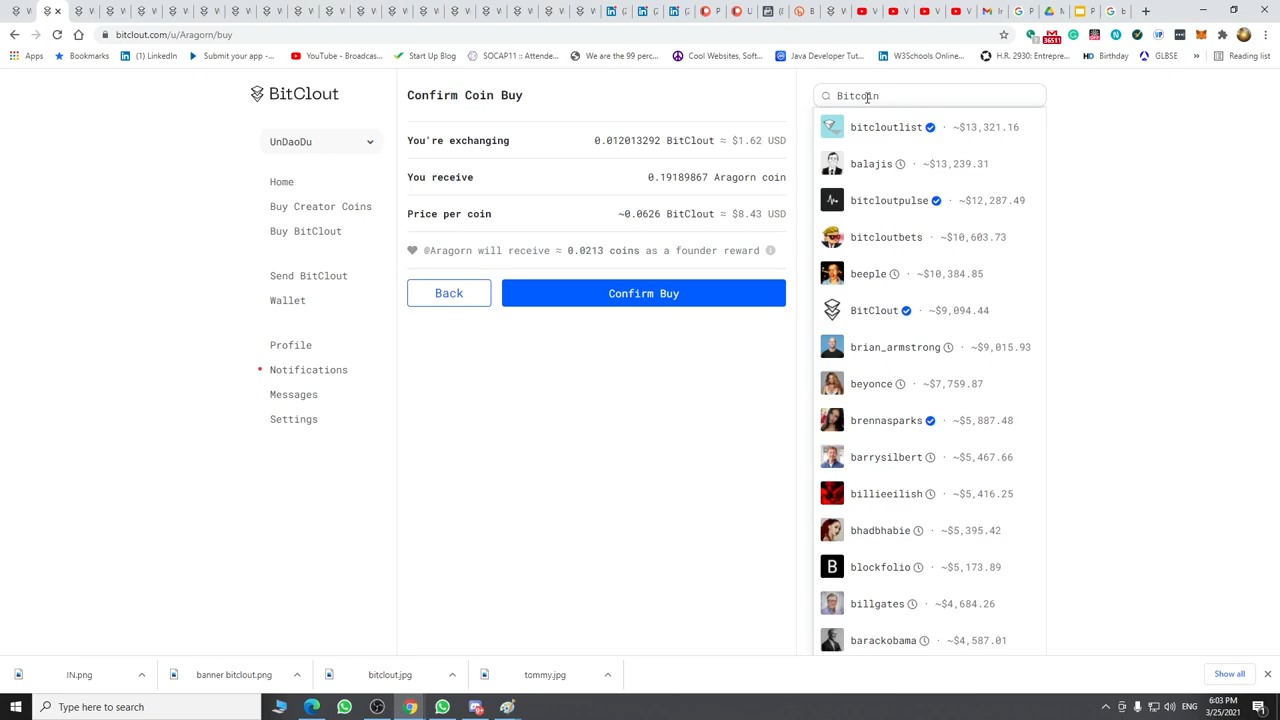 bitclout.com/u/Aragorn/buy
36511
Apps
Bookmarks
(1) LinkedIn
Submit your app -...
YouTube - Broadcas...
Start Up Blog
SOCAP11 :: Attende...
We are the 99 perc...
Cool Websites, Soft...
Java Developer Tut...
W3Schools Online...
H.R. 2930: Entrepre...
HD Birthday
GLBSE
»
Reading list
BitClout
UnDaoDu
Home
Buy Creator Coins
Buy BitClout
Send BitClout
Wallet
Profile
Notifications
Messages
Settings
Confirm Coin Buy
You're exchanging 0.012013292 BitClout ≈ $1.62 USD
You receive 0.19189867 Aragorn coin
Price per coin ~0.0626 BitClout ≈ $8.43 USD
@Aragorn will receive ≈ 0.0213 coins as a founder reward
Back Confirm Buy
Bitcoin
bitcloutlist · ~$13,321.16
balajis · ~$13,239.31
bitcloutpulse · ~$12,287.49
bitcloutbets · ~$10,603.73
beeple · ~$10,384.85
BitClout · ~$9,094.44
brian_armstrong · ~$9,015.93
beyonce · ~$7,759.87
brennasparks · ~$5,887.48
barrysilbert · ~$5,467.66
billieeilish · ~$5,416.25
bhadbhabie · ~$5,395.42
blockfolio · ~$5,173.89
billgates · ~$4,684.26
barackobama · ~$4,587.01
IN.png
banner bitclout.png
bitclout.jpg
tommy.jpg
Show all
Type here to search
6:03 PM
3/25/2021